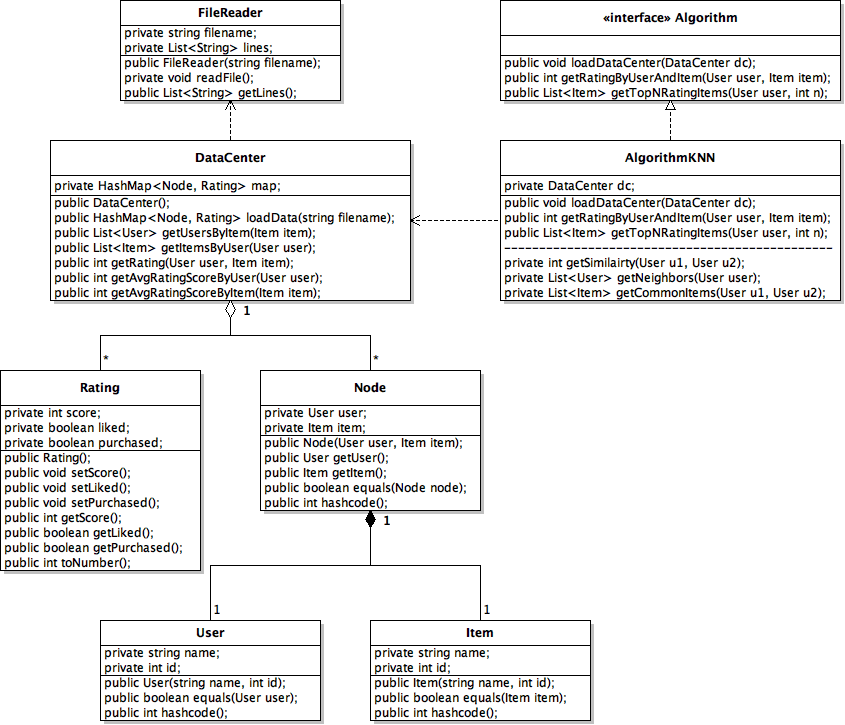 FileReader
private string filename;
private List<String> lines;
public FileReader(string filename);
private void readFile();
public List<String> getLines();
«interface» Algorithm
public void loadDataCenter(DataCenter dc);
public int getRatingByUserAndItem(User user, Item item);
public List<Item> getTopNRatingItems(User user, int n);
DataCenter
private HashMap<Node, Rating> map;
public DataCenter();
public HashMap<Node, Rating> loadData(string filename);
public List<User> getUsersByItem(Item item);
public List<Item> getItemsByUser(User user);
public int getRating(User user, Item item);
public int getAvgRatingScoreByUser(User user);
public int getAvgRatingScoreByItem(Item item);
AlgorithmKNN
private DataCenter dc;
public void loadDataCenter(DataCenter dc);
public int getRatingByUserAndItem(User user, Item item);
public List<Item> getTopNRatingItems(User user, int n);
private int getSimilairty(User u1, User u2);
private List<User> getNeighbors(User user);
private List<Item> getCommonItems(User u1, User u2);
1
*
*
Rating
private int score;
private boolean liked;
private boolean purchased;
public Rating();
public void setScore();
public void setLiked();
public void setPurchased();
public int getScore();
public boolean getLiked();
public boolean getPurchased();
public int toNumber();
Node
private User user;
private Item item;
public Node(User user, Item item);
public User getUser();
public Item getItem();
public boolean equals(Node node);
public int hashcode();
1
1
1
User
private string name;
private int id;
public User(string name, int id);
public boolean equals(User user);
public int hashcode();
Item
private string name;
private int id;
public Item(string name, int id);
public boolean equals(Item item);
public int hashcode();